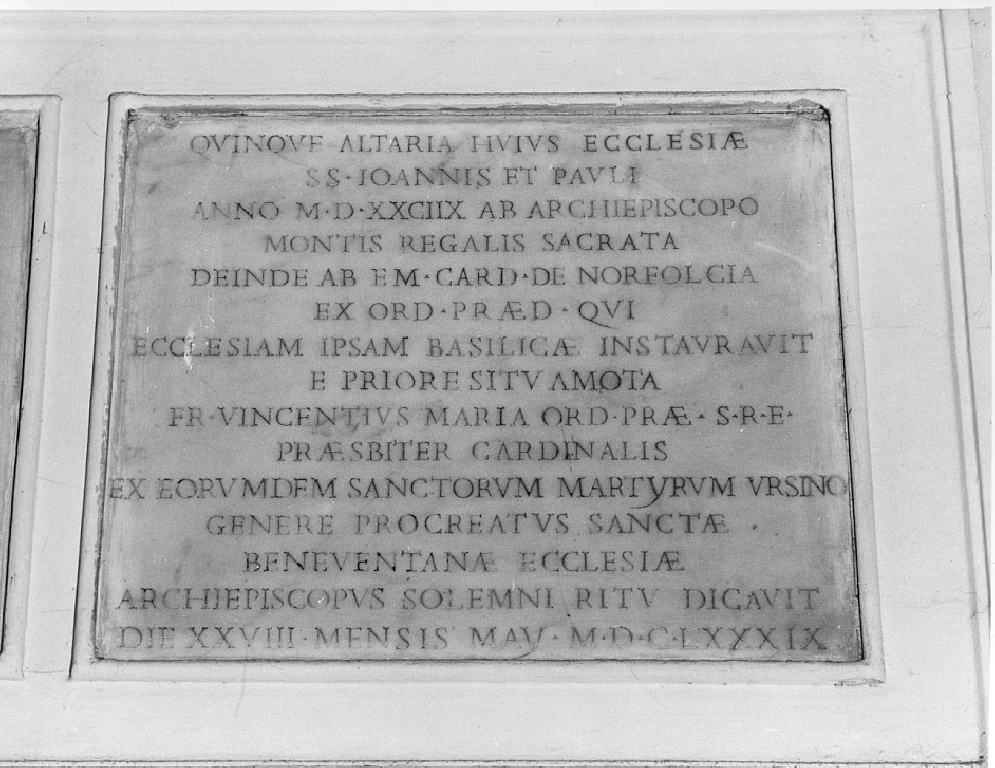 QVINQVE ALTARIA HVIVS ECCLESIÆ
SS·IOANNIS ET PAVLI
ANNO M·D·XXCIIX AB ARCHIEPISCOPO
MONTIS REGALIS SACRATA
DEINDE AB EM·CARD·DE NORFOLCIA
EX ORD·PRÆD·QVI
ECCLESIAM IPSAM BASILICÆ INSTAVRAVIT
E PRIORE SITV AMOTA
FR·VINCENTIVS MARIA ORD·PRÆ·S·R·E·
PRÆSBITER CARDINALIS
EX EORVMDEM SANCTORVM MARTYRVM VRSINO
GENERE PROCREATVS SANCTÆ
BENEVENTANÆ ECCLESIÆ
ARCHIEPISCOPVS SOLEMNI RITV DICAVIT
DIE XXVIII·MENSIS MAY·M·D·C·LXXXIX